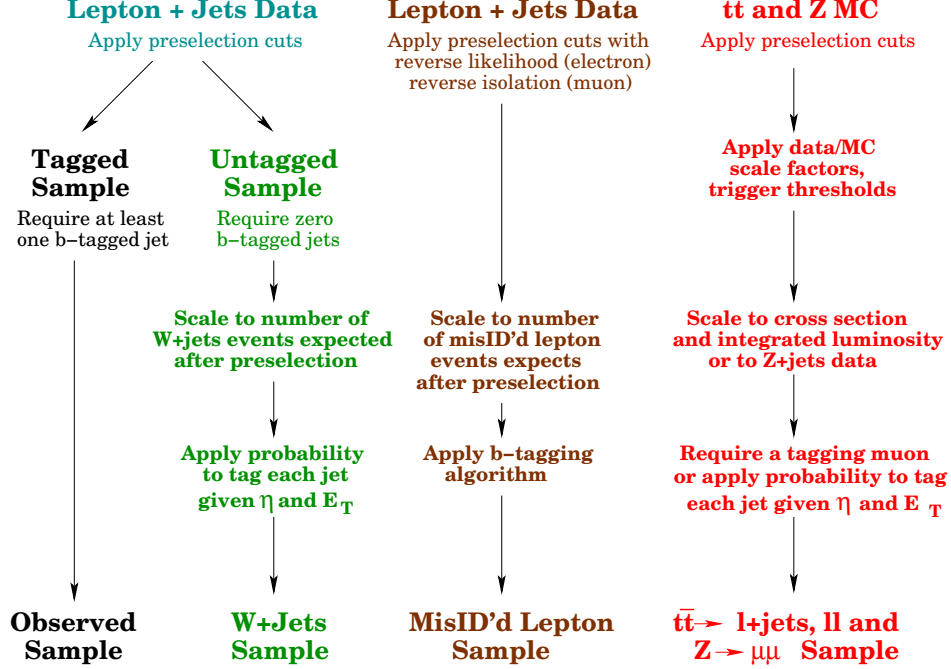 Lepton + Jets Data
Apply preselection cuts
Tagged
Sample
Require at least
one b−tagged jet
Observed
Sample
Untagged
Sample
Require zero
b−tagged jets
Scale to number of
W+jets events expected
after preselection
Apply probability
to tag each jet
given η and E T
W+Jets
Sample
Lepton + Jets Data
Apply preselection cuts with
reverse likelihood (electron)
reverse isolation (muon)
Scale to number
of misID'd lepton
events expects
after preselection
Apply b−tagging
algorithm
MisID'd Lepton
Sample
tt and Z MC
Apply preselection cuts
Apply data/MC
scale factors,
trigger thresholds
Scale to cross section
and integrated luminosity
or to Z+jets data
Require a tagging muon
or apply probability to tag
each jet given η and E T
tt̅→ l+jets, ll and
Z → μμ Sample